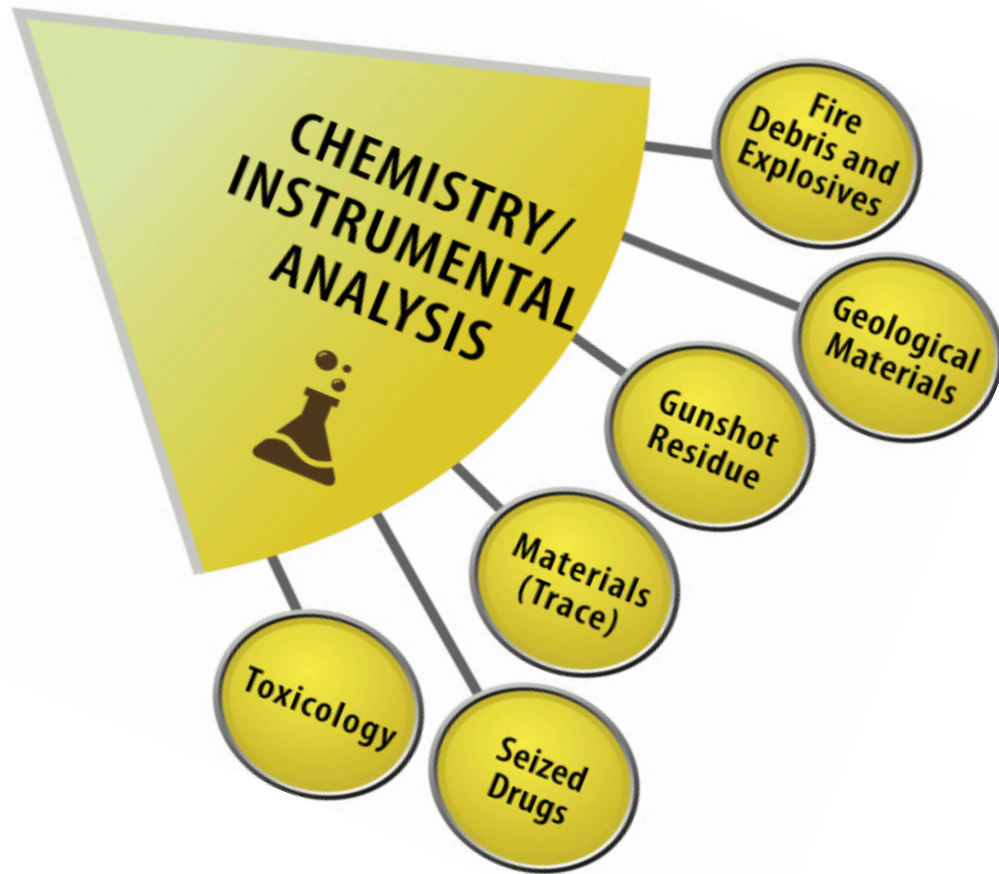 CHEMISTRY/
INSTRUMENTAL
ANALYSIS
Fire
Debris and
Explosives
Geological
Materials
Gunshot
Residue
Materials
(Trace)
Seized
Drugs
Toxicology